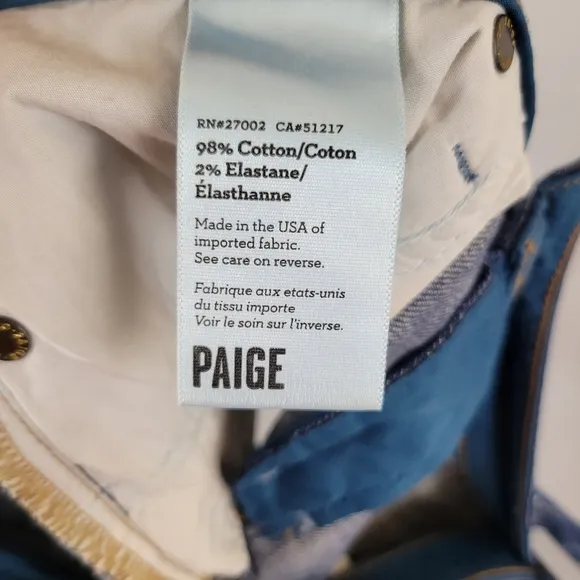 RN#27002 CA#51217
98% Cotton/Coton
2% Elastane/
Élasthanne
Made in the USA of
imported fabric.
See care on reverse.
Fabrique aux etats-unis
du tissu importe
Voir le soin sur l'inverse.
PAIGE